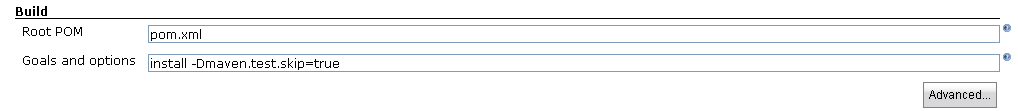 Build
Root POM
pom.xml
Goals and options
install -Dmaven.test.skip=true
Advanced...